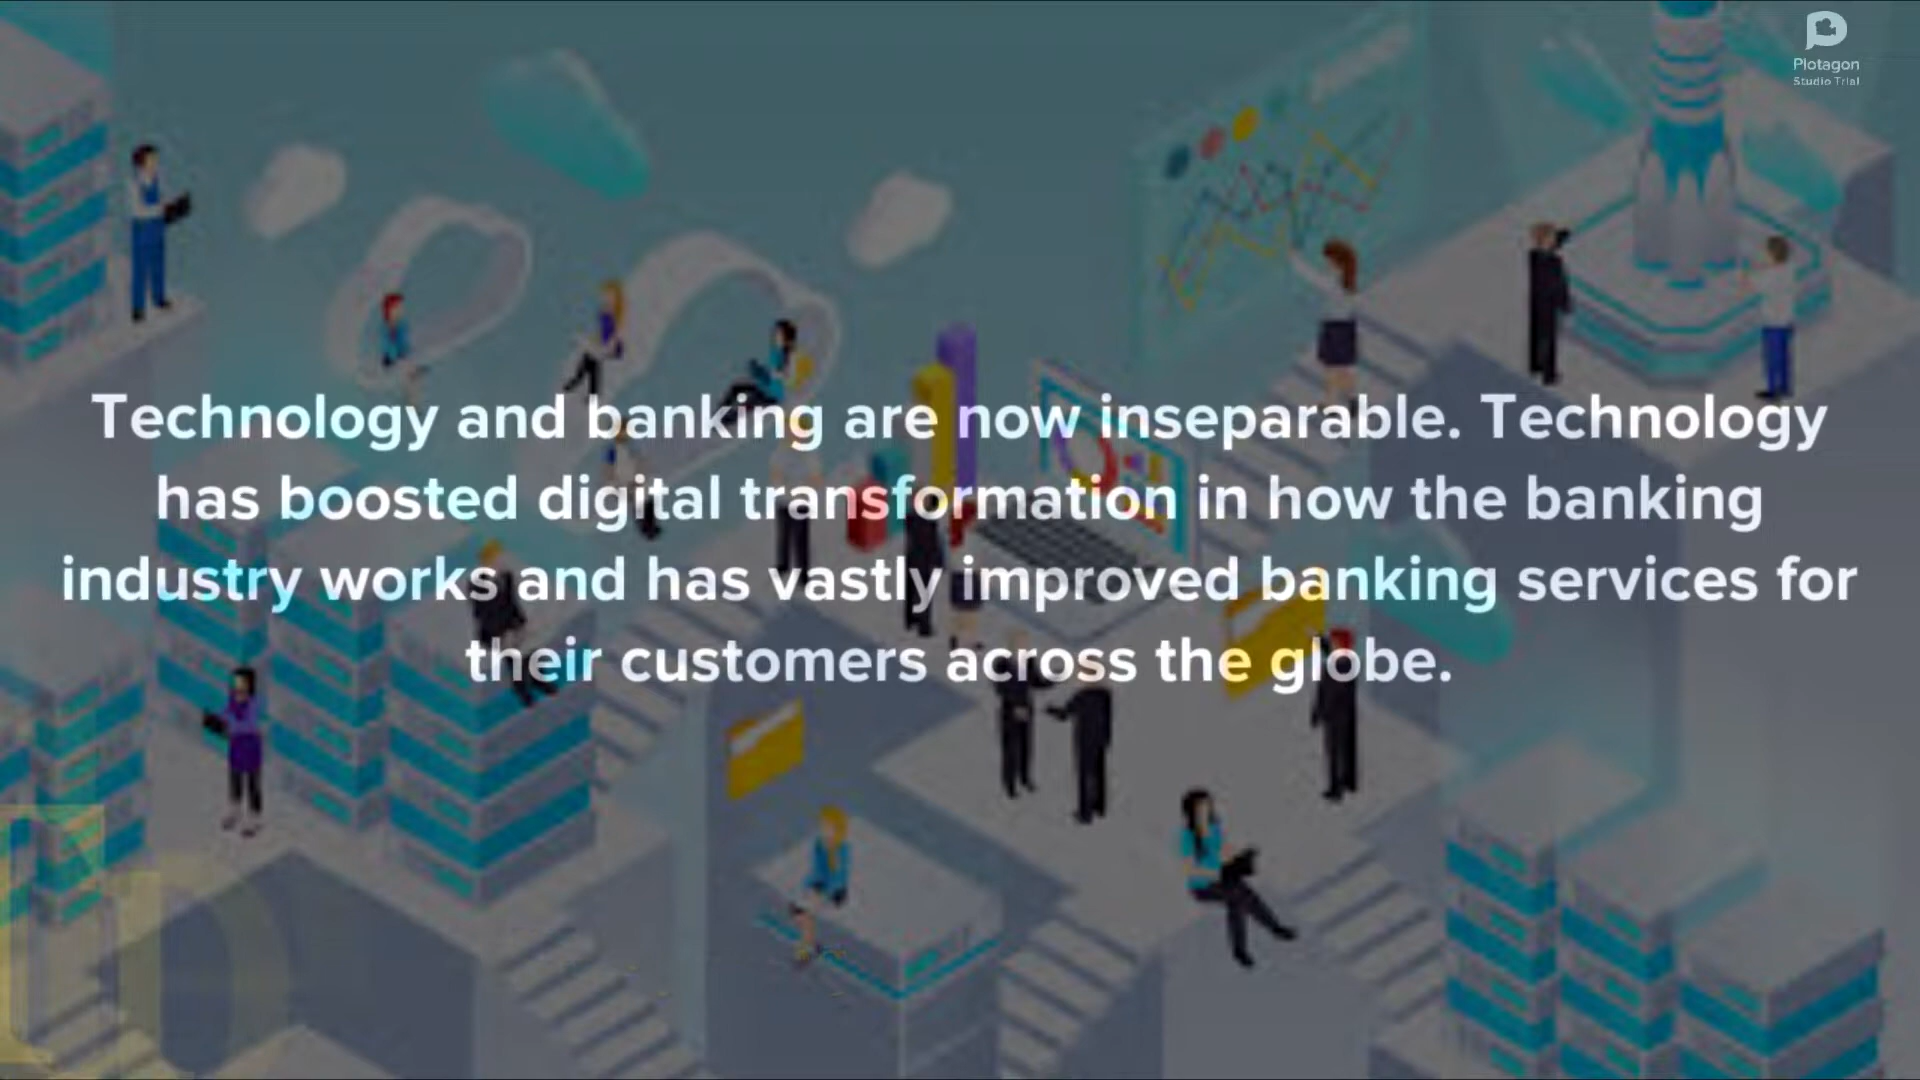 Plotagon
Studio Trial
Technology and banking are now inseparable. Technology
has boosted digital transformation in how the banking
industry works and has vastly improved banking services for
their customers across the globe.